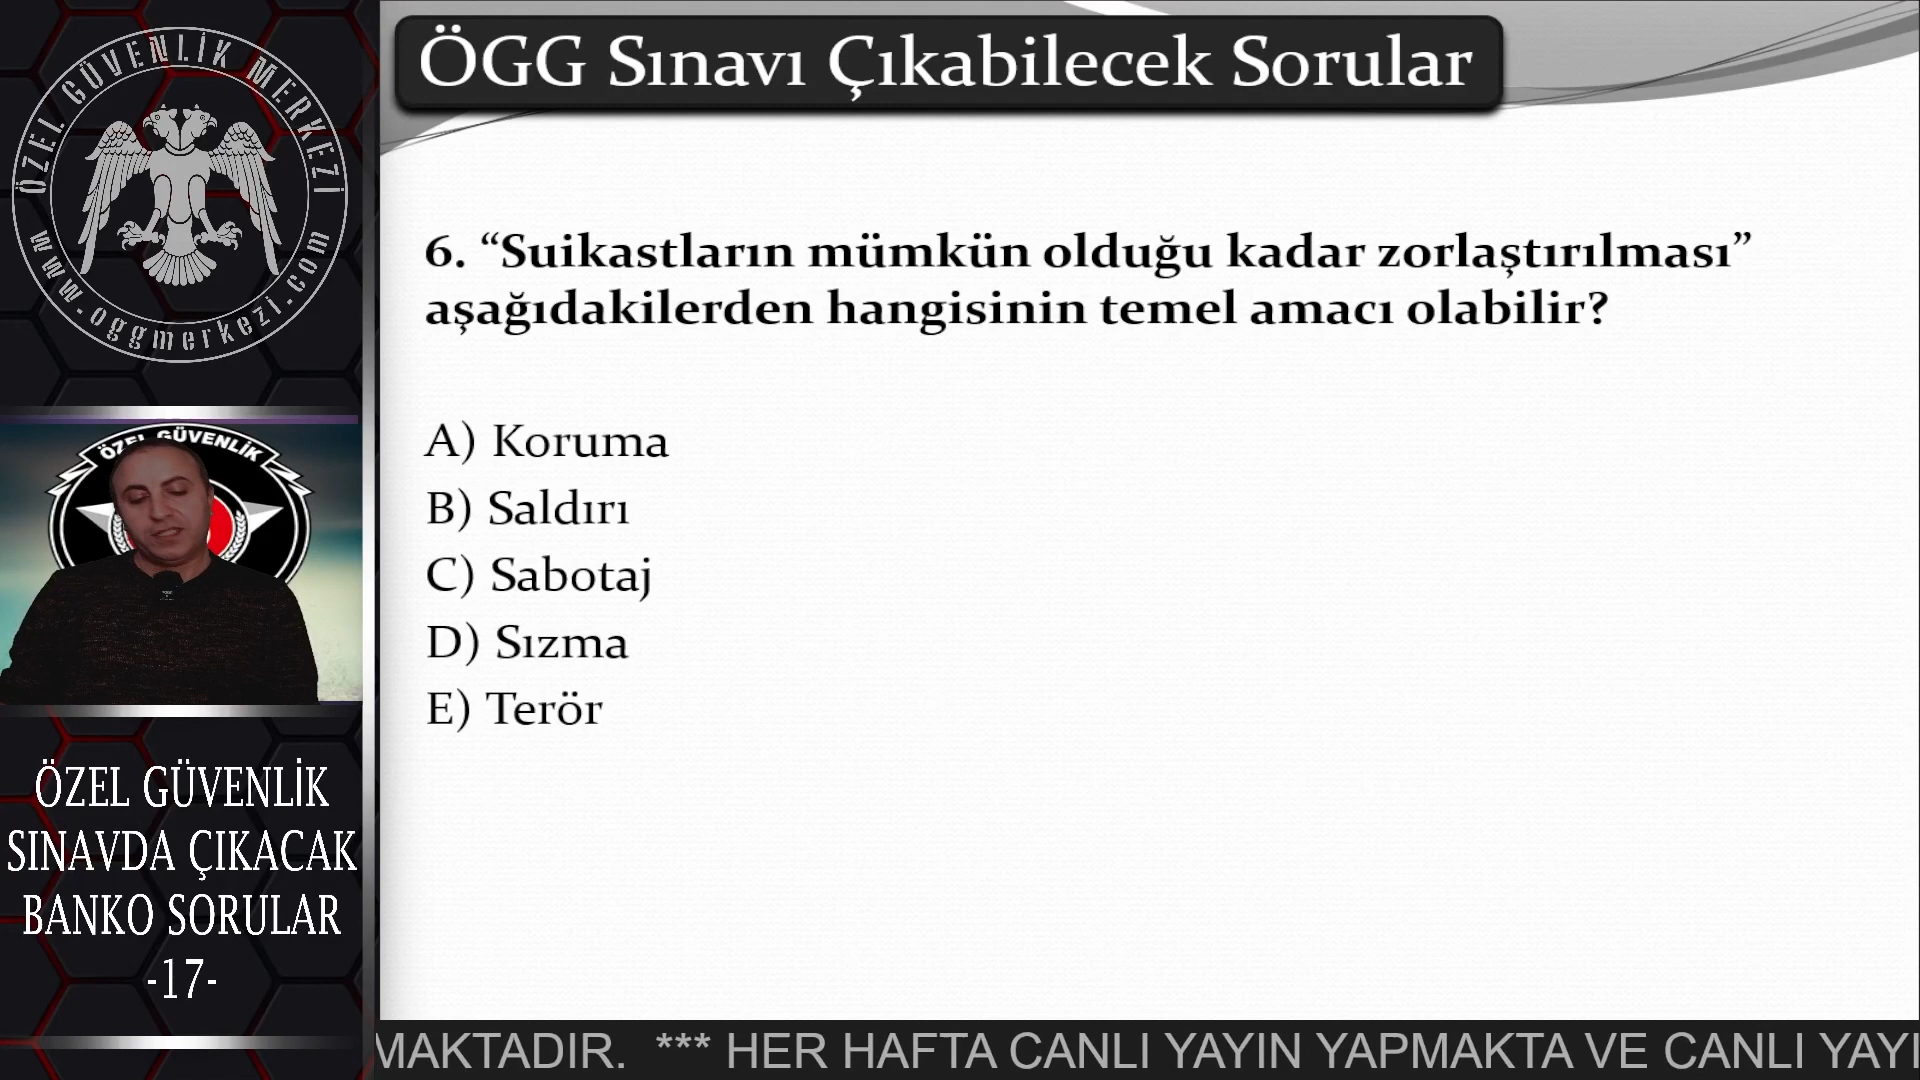 ÖZEL GÜVENLİK MERKEZİ
www.oggmerkezi.com
ÖGG Sınavı Çıkabilecek Sorular
6. “Suikastların mümkün olduğu kadar zorlaştırılması”
aşağıdakilerden hangisinin temel amacı olabilir?
A) Koruma
B) Saldırı
C) Sabotaj
D) Sızma
E) Terör
ÖZEL GÜVENLİK
ÖZEL GÜVENLİK
SINAVDA ÇIKACAK
BANKO SORULAR
-17-
MAKTADIR. *** HER HAFTA CANLI YAYIN YAPMAKTA VE CANLI YAYI